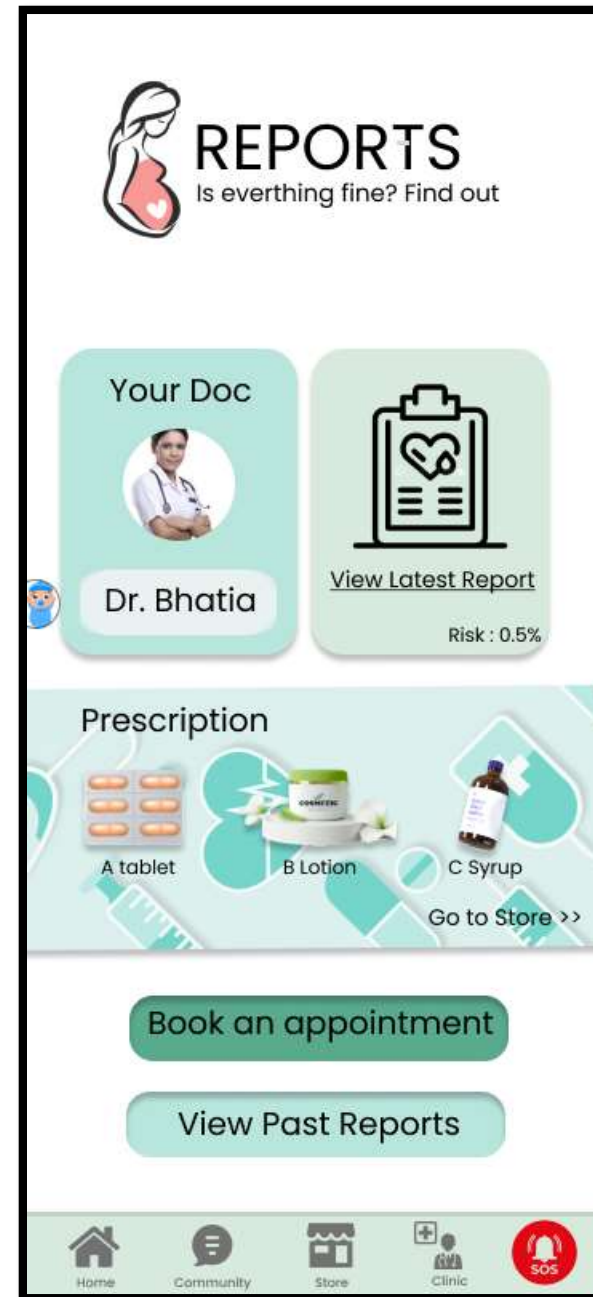 REPORTS
Is everthing fine? Find out
Your Doc
Dr. Bhatia
View Latest Report
Risk : 0.5%
Prescription
COSMETIC
A tablet
B Lotion
C Syrup
Go to Store >>
Book an appointment
View Past Reports
Home
Community
Store
Clinic
SOS